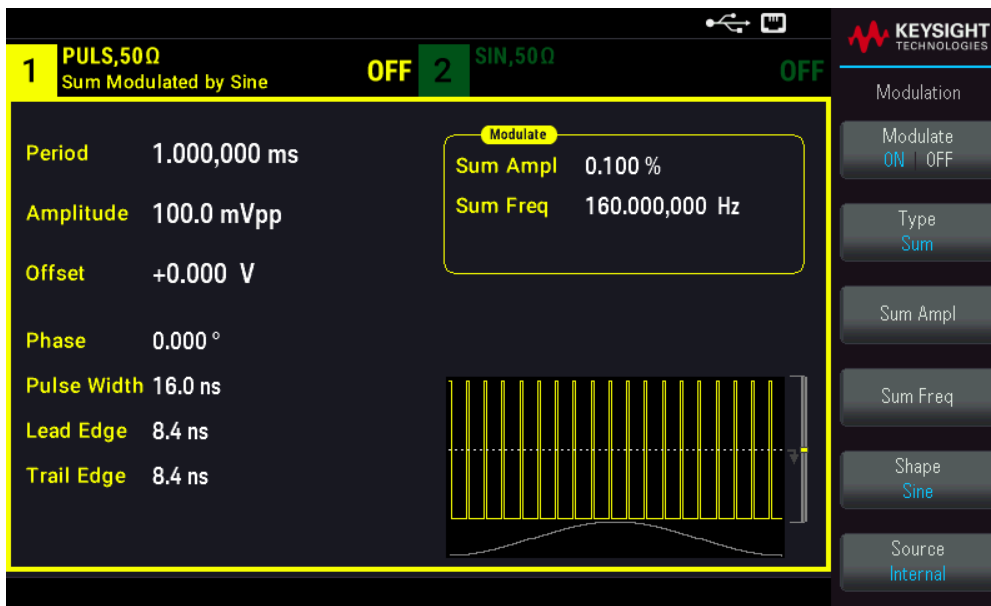 KEYSIGHT
TECHNOLOGIES
1 PULS,50Ω OFF 2 SIN,50Ω OFF
Sum Modulated by Sine
Modulation
Period 1.000,000 ms
Amplitude 100.0 mVpp
Offset +0.000 V
Phase 0.000 °
Pulse Width 16.0 ns
Lead Edge 8.4 ns
Trail Edge 8.4 ns
Modulate
Sum Ampl 0.100 %
Sum Freq 160.000,000 Hz
Modulate
ON | OFF
Type
Sum
Sum Ampl
Sum Freq
Shape
Sine
Source
Internal